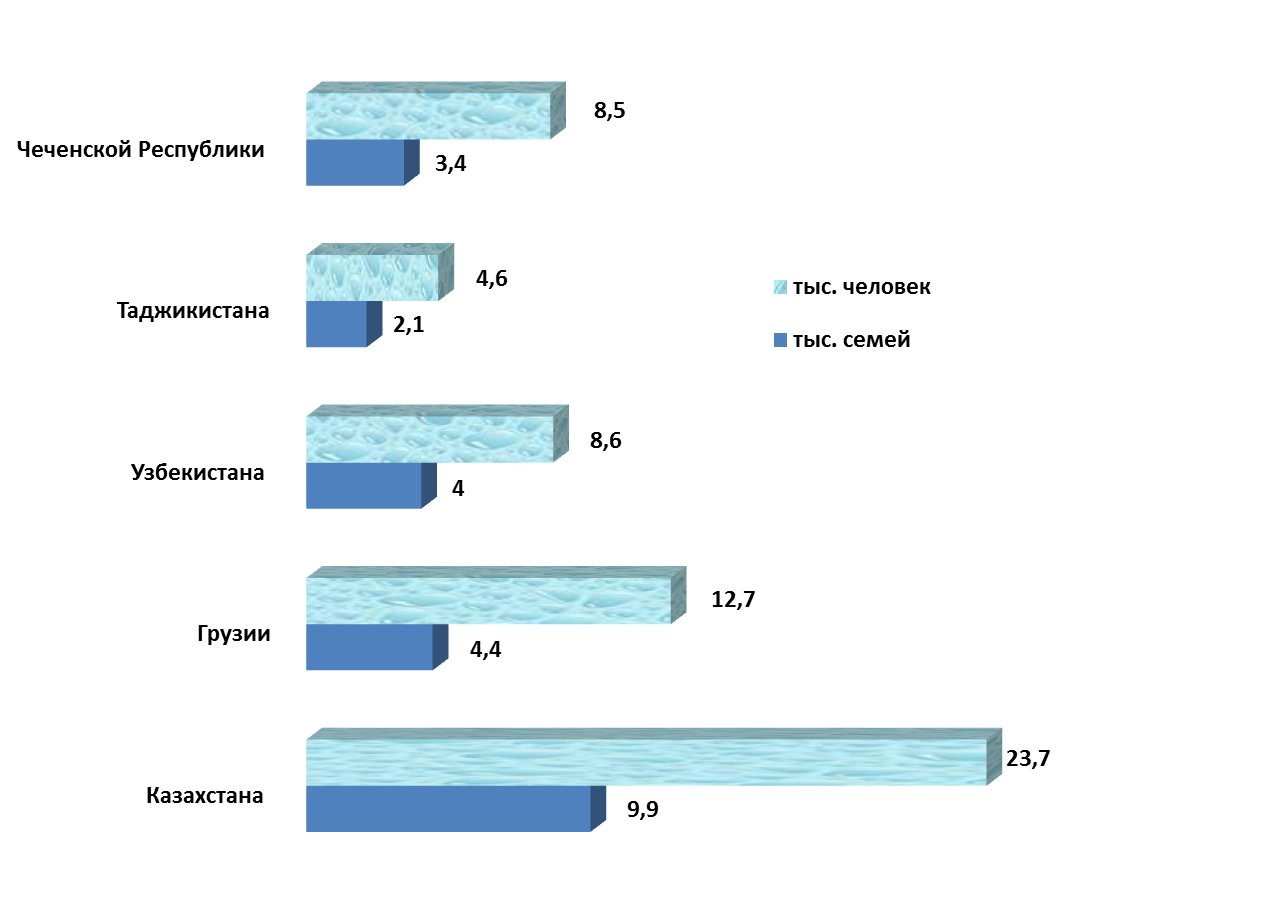 8,5
Чеченской Республики
3,4
Таджикистана
4,6
2,1
тыс. человек
тыс. семей
Узбекистана
8,6
4
Грузии
12,7
4,4
Казахстана
23,7
9,9